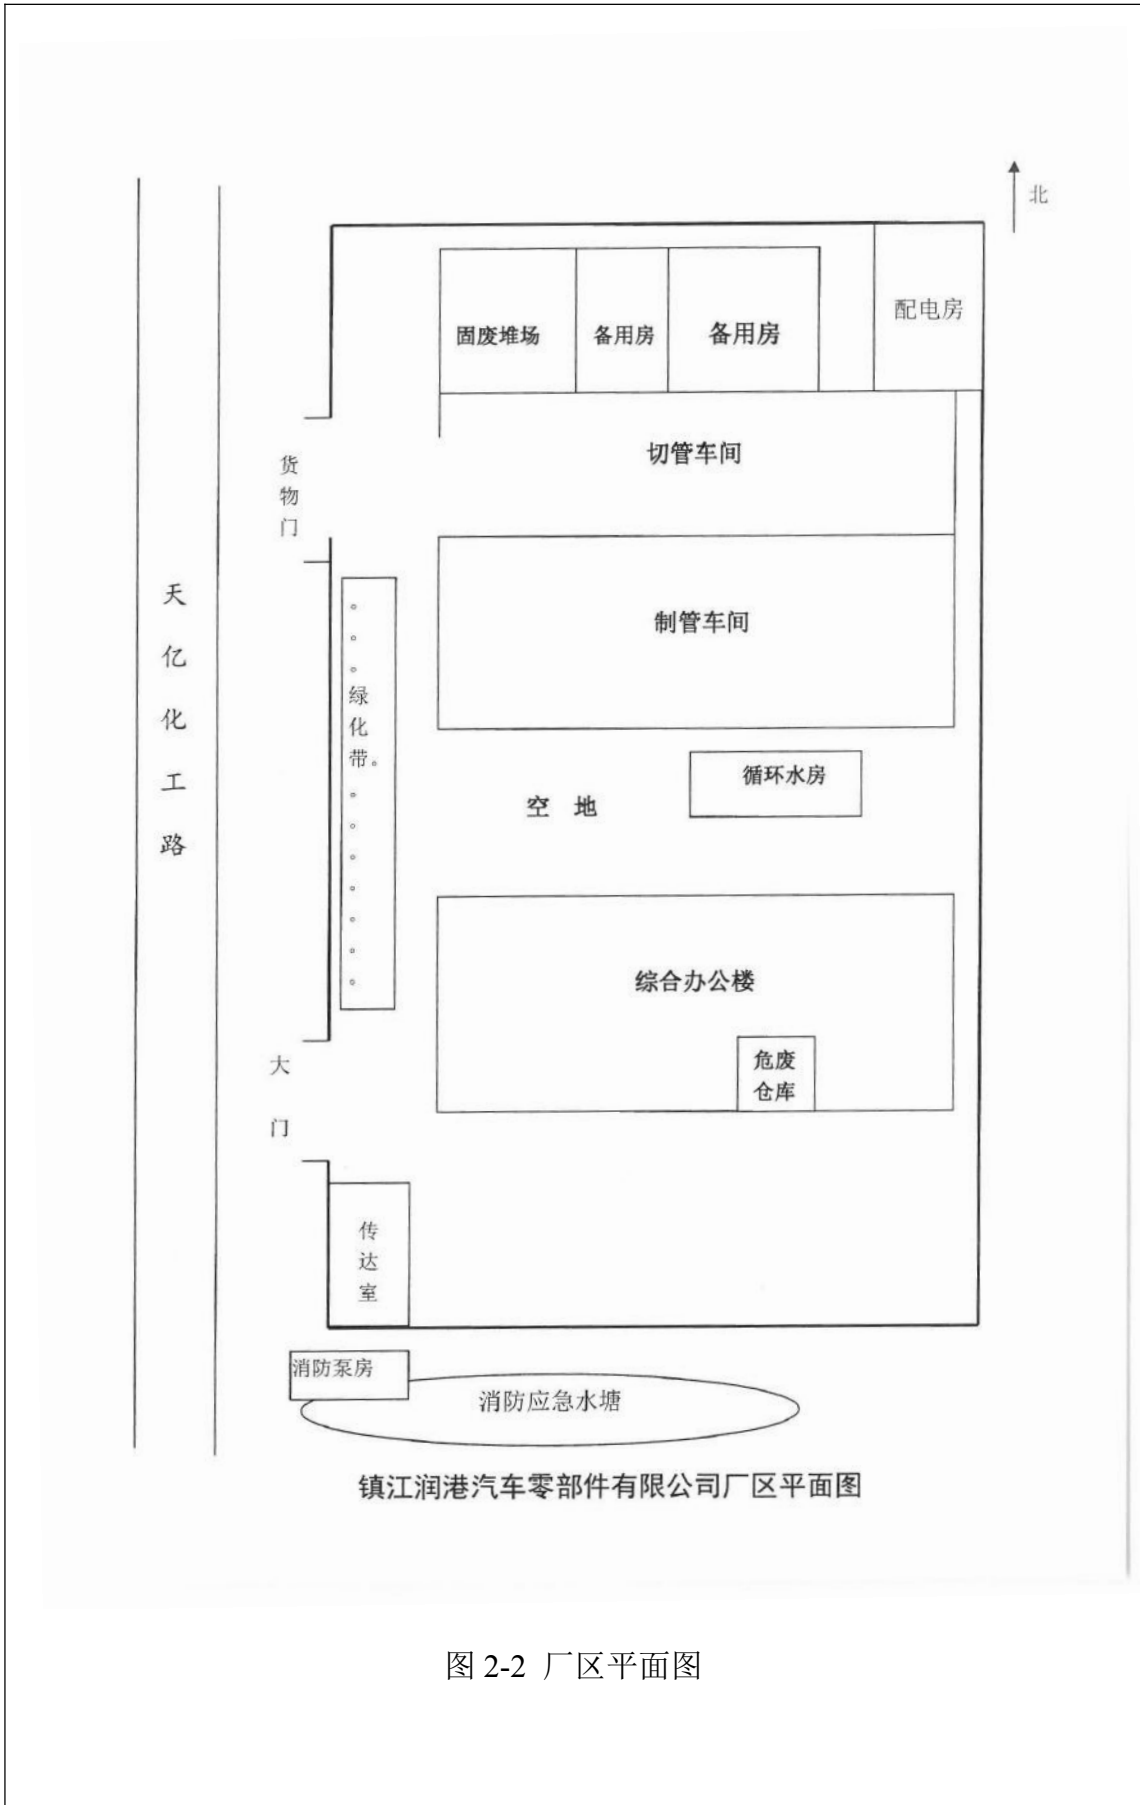 北
配电房
固废堆场
备用房
备用房
切管车间
货物门
制管车间
天亿化工路
绿化带。
循环水房
空 地
综合办公楼
危废
仓库
大门
传达室
消防泵房
消防应急水塘
镇江润港汽车零部件有限公司厂区平面图
图 2-2 厂区平面图